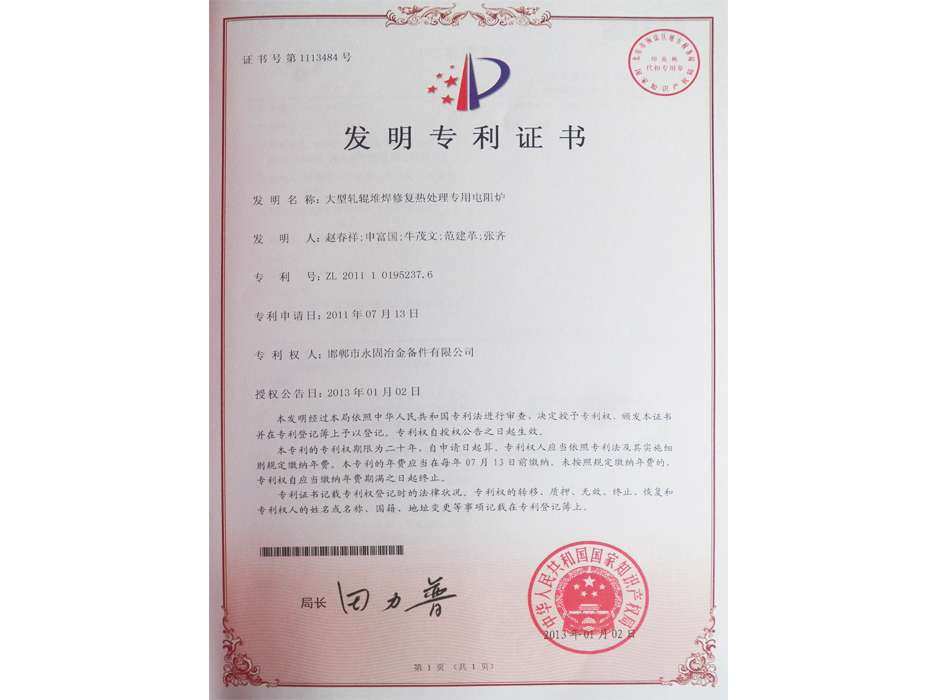 证书号第1113484号
发明专利证书
发明名称：大型轧辊堆焊修复热处理专用电阻炉
发明人：赵春祥;申富国;牛茂文;范建革;张齐
专利号：ZL 2011 1 0195237.6
专利申请日：2011年07月13日
专利权人：邯郸市永固冶金备件有限公司
授权公告日：2013年01月02日
本发明经过本局依照中华人民共和国专利法进行审查，决定授予专利权，颁发本证书
并在专利登记簿上予以登记。专利权自授权公告之日起生效。
本专利的专利权期限为二十年，自申请日起算。专利权人应当依照专利法及其实施细
则规定缴纳年费。本专利的年费应当在每年07月13日前缴纳。未按照规定缴纳年费的，
专利权自应当缴纳年费期满之日起终止。
专利证书记载专利权登记时的法律状况。专利权的转移、质押、无效、终止、恢复和
专利权人的姓名或名称、国籍、地址变更等事项记载在专利登记簿上。
局长 田力普
中华人民共和国国家知识产权局
2013年01月02日
第1页（共1页）